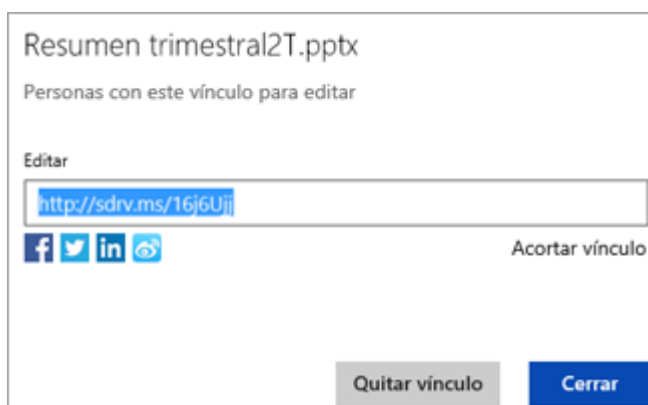 Resumen trimestral2T.pptx
Personas con este vínculo para editar
Editar
http://sdrv.ms/16j6Ujj
Acortar vínculo
Quitar vínculo
Cerrar